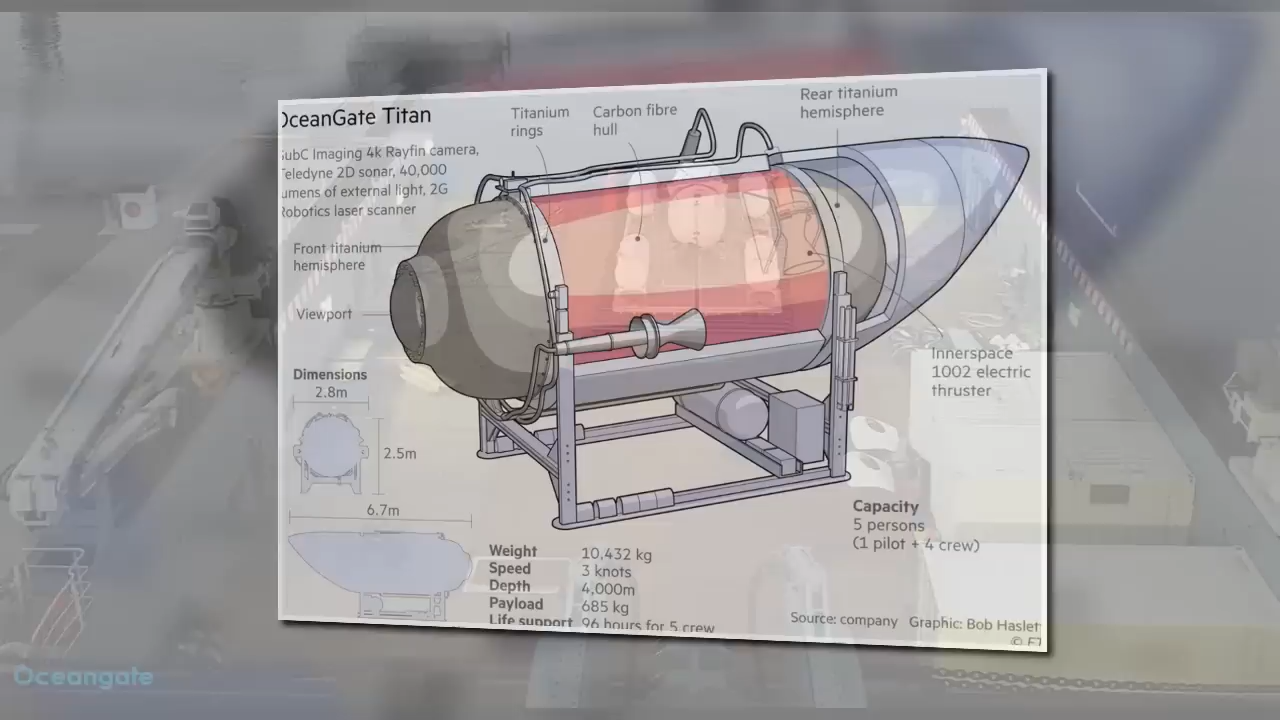 OceanGate Titan
SubC Imaging 4k Rayfin camera,
Teledyne 2D sonar, 40,000
lumens of external light, 2G
Robotics laser scanner
Titanium
rings
Carbon fibre
hull
Rear titanium
hemisphere
Front titanium
hemisphere
Viewport
Innerspace
1002 electric
thruster
Dimensions
2.8m
2.5m
6.7m
Weight 10,432 kg
Speed 3 knots
Depth 4,000m
Payload 685 kg
Life support 96 hours for 5 crew
Capacity
5 persons
(1 pilot + 4 crew)
Source: company Graphic: Bob Haslet
© FT
Oceangate